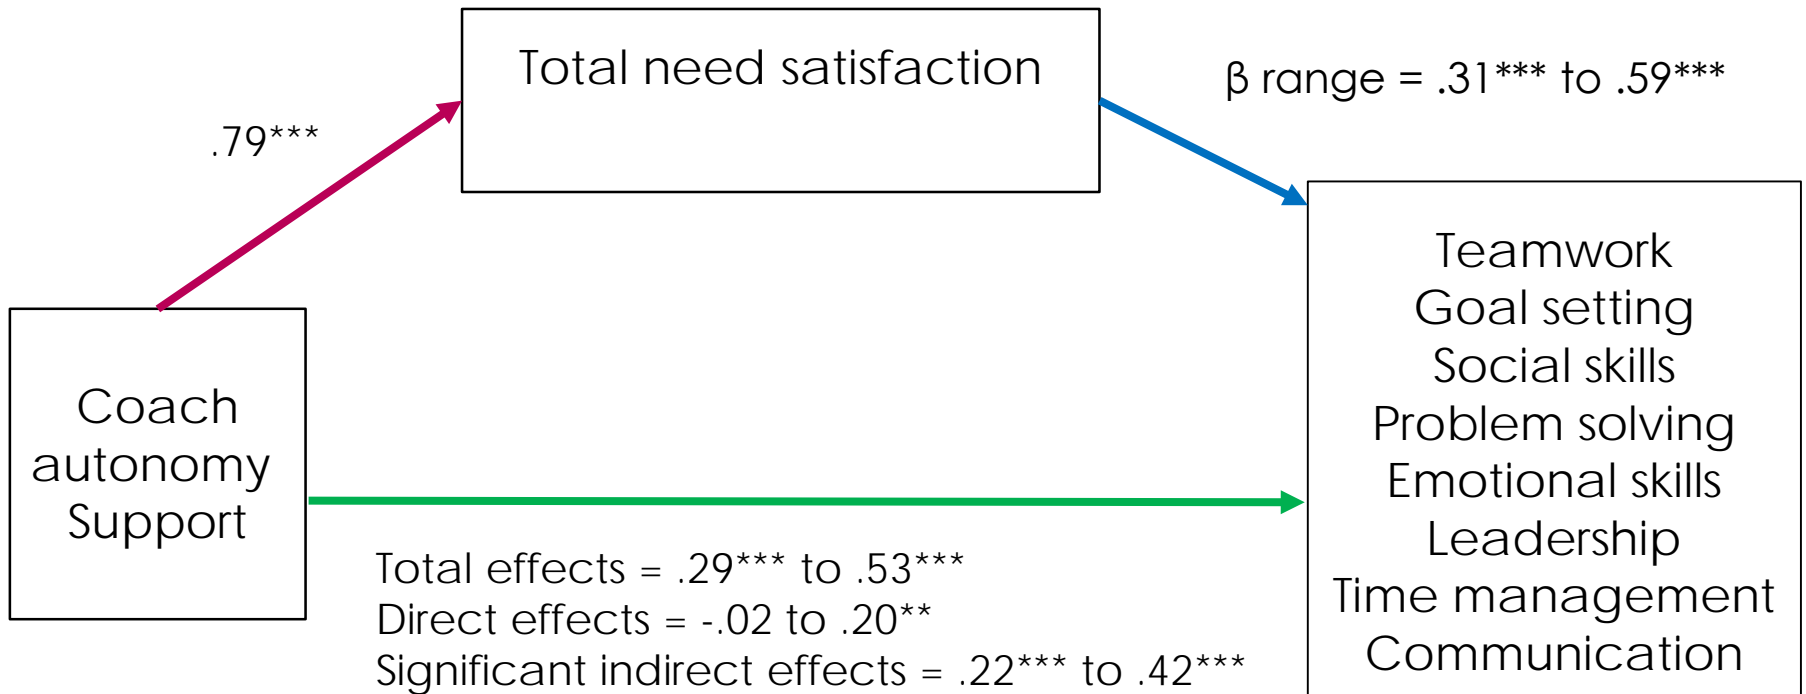 Total need satisfaction
β range = .31*** to .59***
.79***
Teamwork
Goal setting
Social skills
Problem solving
Emotional skills
Leadership
Time management
Communication
Coach
autonomy
Support
Total effects = .29*** to .53***
Direct effects = -.02 to .20**
Significant indirect effects = .22*** to .42***